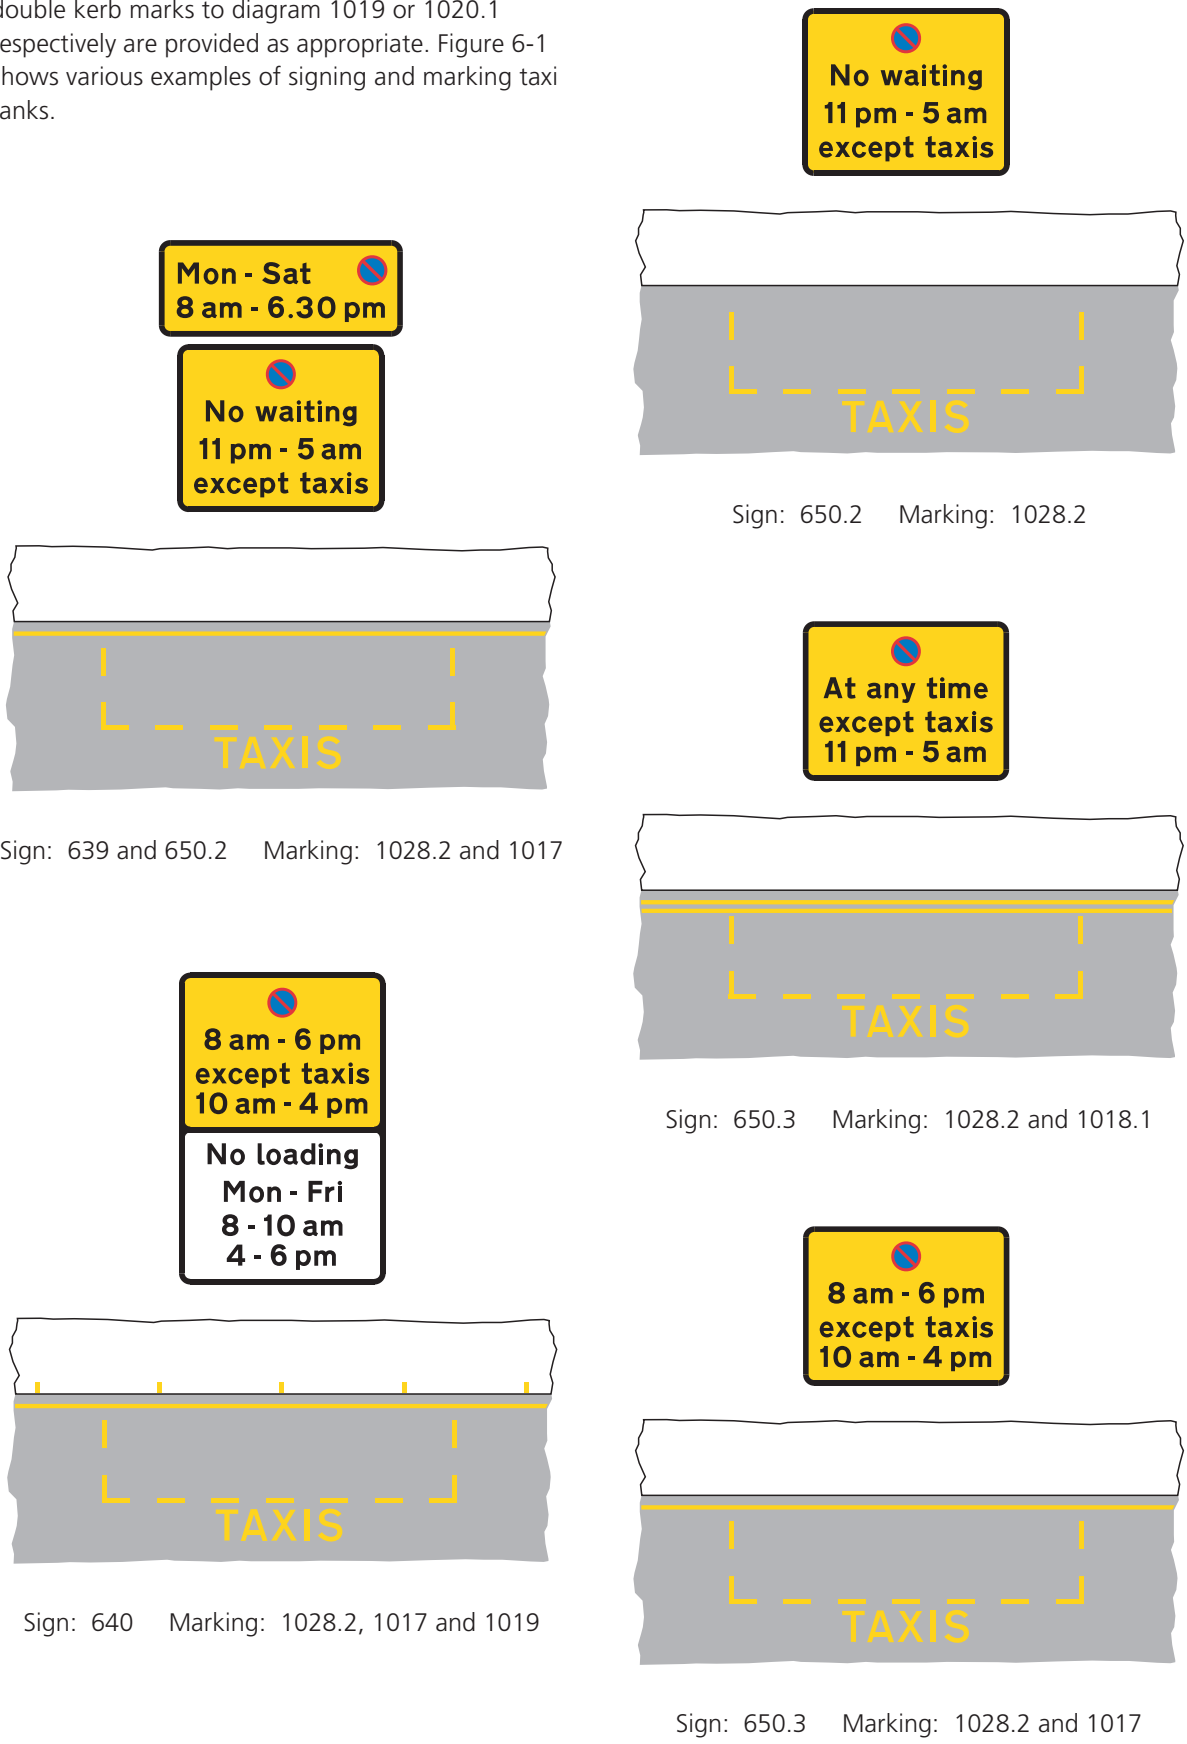 double kerb marks to diagram 1019 or 1020.1
respectively are provided as appropriate. Figure 6-1
shows various examples of signing and marking taxi
ranks.
Mon - Sat
8 am - 6.30 pm
No waiting
11 pm - 5 am
except taxis
TAXIS
Sign: 639 and 650.2 Marking: 1028.2 and 1017
8 am - 6 pm
except taxis
10 am - 4 pm
No loading
Mon - Fri
8 - 10 am
4 - 6 pm
TAXIS
Sign: 640 Marking: 1028.2, 1017 and 1019
No waiting
11 pm - 5 am
except taxis
TAXIS
Sign: 650.2 Marking: 1028.2
At any time
except taxis
11 pm - 5 am
TAXIS
Sign: 650.3 Marking: 1028.2 and 1018.1
8 am - 6 pm
except taxis
10 am - 4 pm
TAXIS
Sign: 650.3 Marking: 1028.2 and 1017